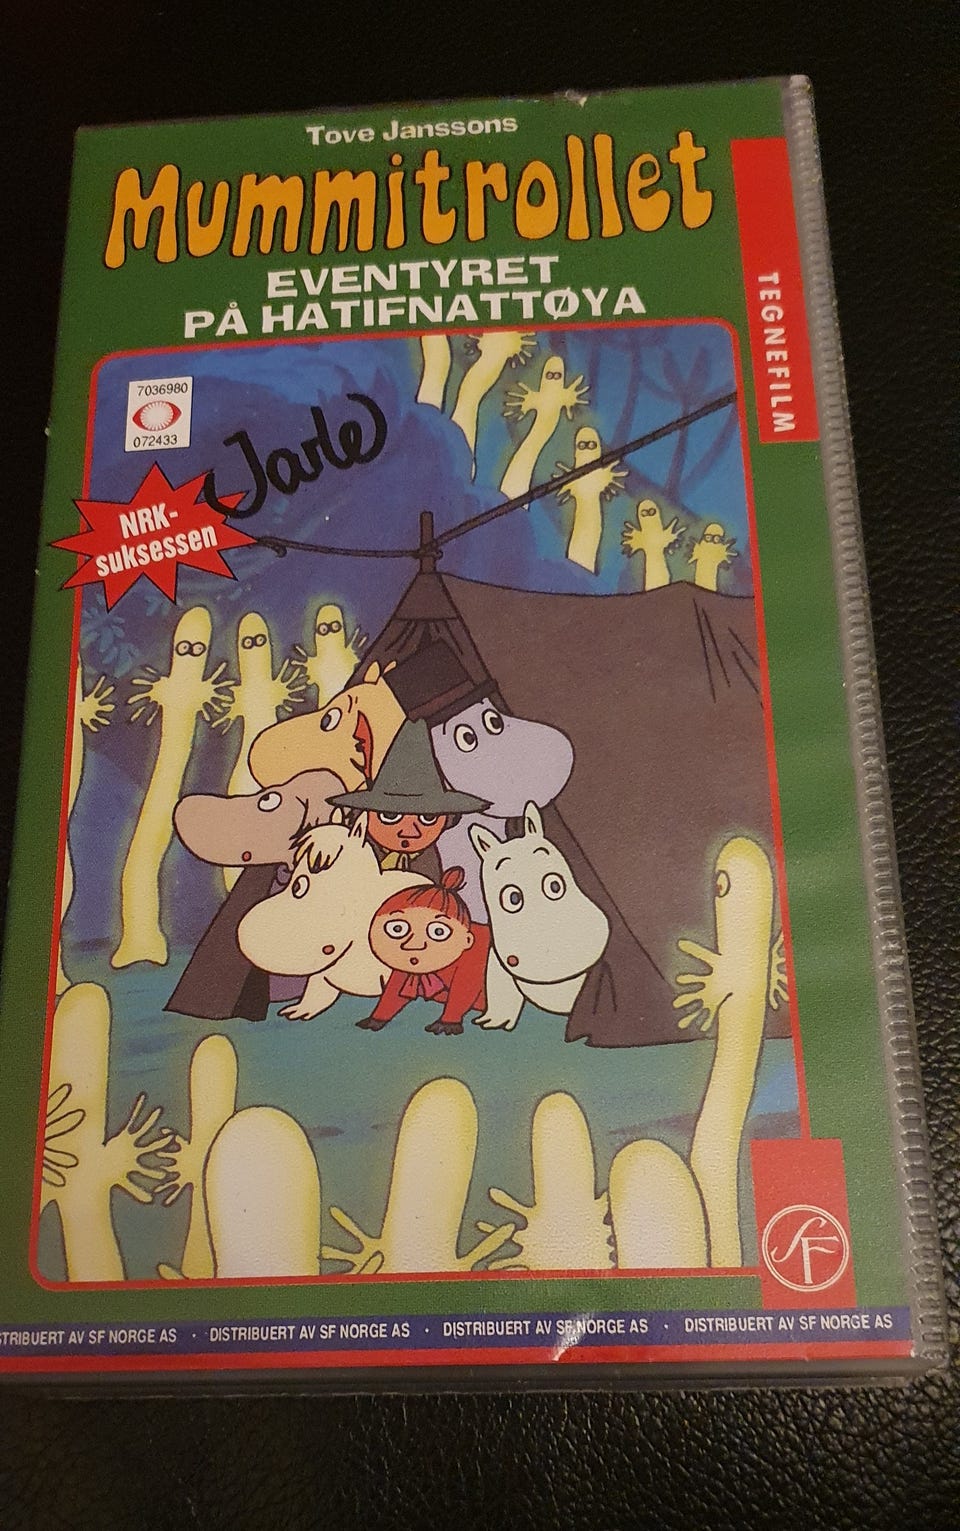 Tove Janssons
Mummitrollet
EVENTYRET
PÅ HATIFNATTØYA
TEGNEFILM
7036980
072433
Jarle
NRK-
suksessen
SF
STRIBUERT AV SF NORGE AS · DISTRIBUERT AV SF NORGE AS · DISTRIBUERT AV SF NORGE AS · DISTRIBUERT AV SF NORGE AS